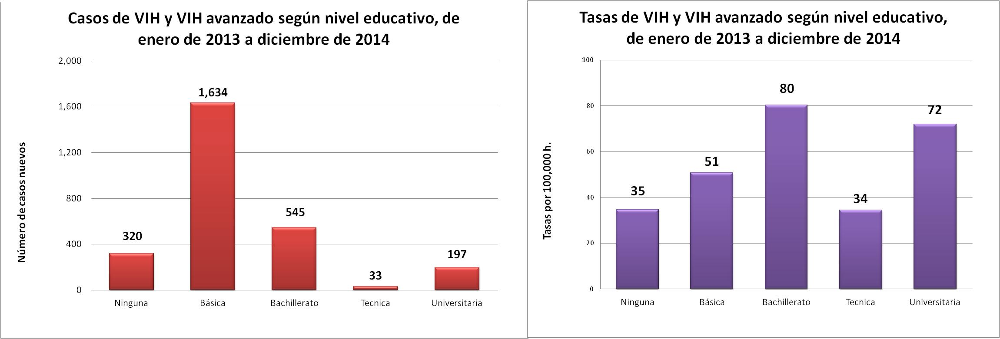 Casos de VIH y VIH avanzado según nivel educativo, de
enero de 2013 a diciembre de 2014
Número de casos nuevos
2,000
1,600
1,200
800
400
0
320
1,634
545
33
197
Ninguna
Básica
Bachillerato
Tecnica
Universitaria
Tasas de VIH y VIH avanzado según nivel educativo,
de enero de 2013 a diciembre de 2014
Tasas por 100,000 h.
100
80
60
40
20
0
35
51
80
34
72
Ninguna
Básica
Bachillerato
Tecnica
Universitaria